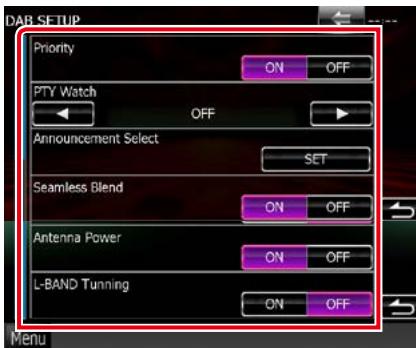 DAB SETUP --:--
Priority
ON OFF
PTY Watch
OFF
Announcement Select
SET
Seamless Blend
ON OFF
Antenna Power
ON OFF
L-BAND Tunning
ON OFF
Menu